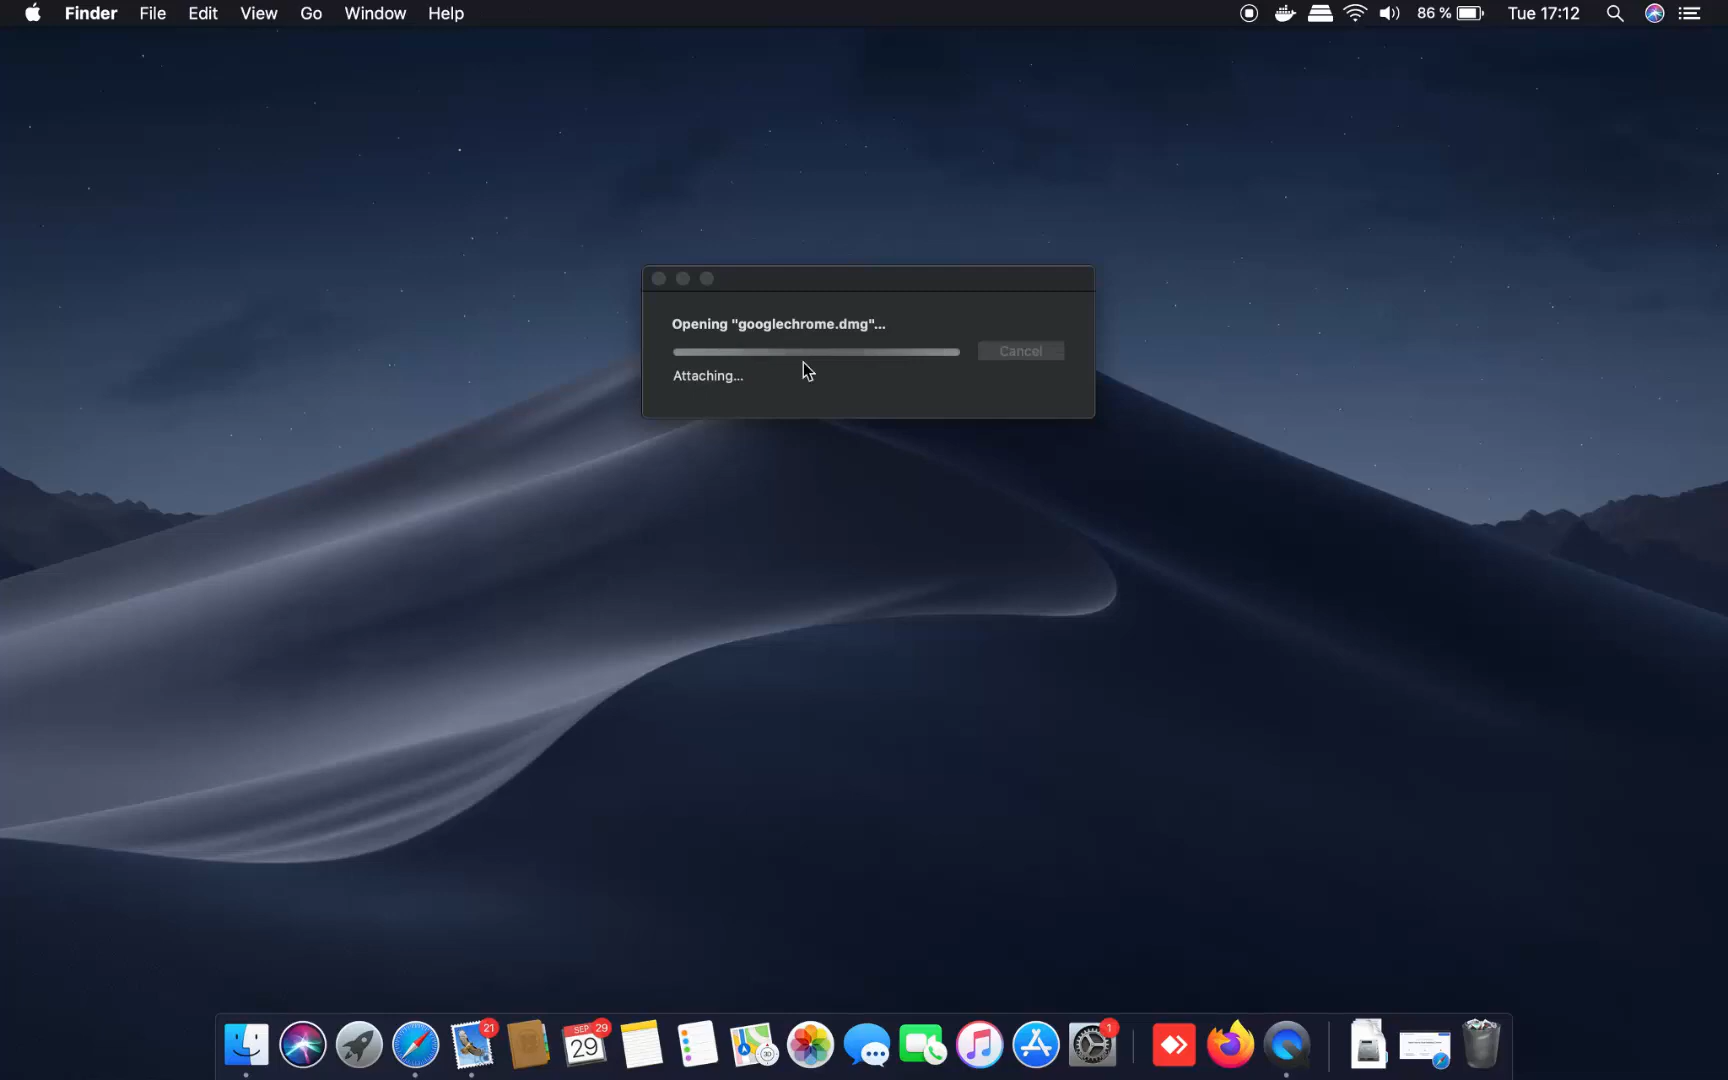 Finder File Edit View Go Window Help 86 % Tue 17:12
Opening "googlechrome.dmg"...
Cancel
Attaching...
21
SEP 29
29
30
1